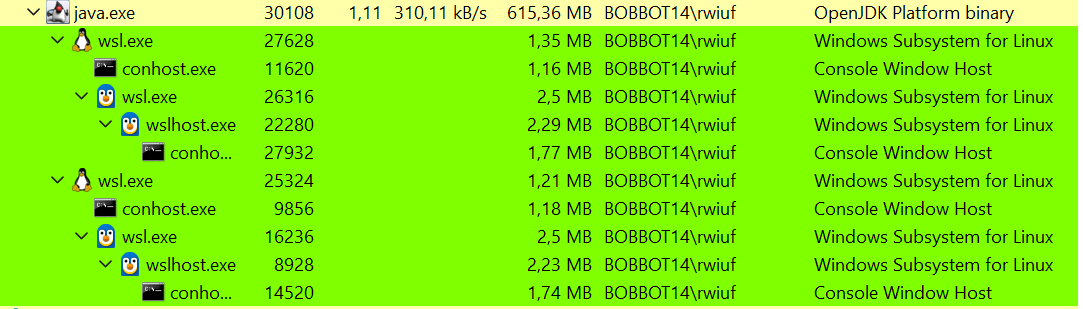 java.exe 30108 1,11 310,11 kB/s 615,36 MB BOBBOT14\rwiuf OpenJDK Platform binary
wsl.exe 27628 1,35 MB BOBBOT14\rwiuf Windows Subsystem for Linux
conhost.exe 11620 1,16 MB BOBBOT14\rwiuf Console Window Host
wsl.exe 26316 2,5 MB BOBBOT14\rwiuf Windows Subsystem for Linux
wslhost.exe 22280 2,29 MB BOBBOT14\rwiuf Windows Subsystem for Linux
conho... 27932 1,77 MB BOBBOT14\rwiuf Console Window Host
wsl.exe 25324 1,21 MB BOBBOT14\rwiuf Windows Subsystem for Linux
conhost.exe 9856 1,18 MB BOBBOT14\rwiuf Console Window Host
wsl.exe 16236 2,5 MB BOBBOT14\rwiuf Windows Subsystem for Linux
wslhost.exe 8928 2,23 MB BOBBOT14\rwiuf Windows Subsystem for Linux
conho... 14520 1,74 MB BOBBOT14\rwiuf Console Window Host